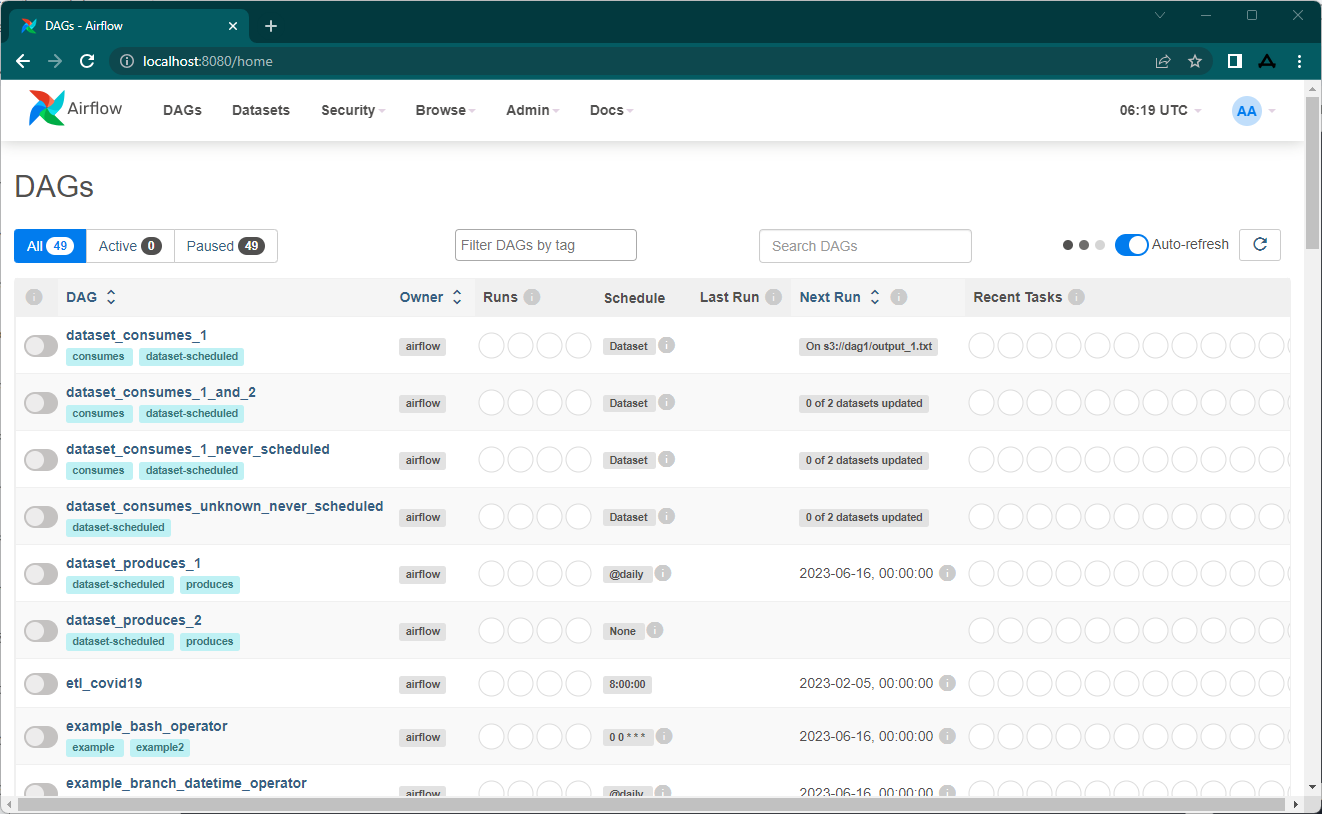 DAGs - Airflow
localhost:8080/home
Airflow DAGs Datasets Security Browse Admin Docs 06:19 UTC AA
DAGs
All 49 Active 0 Paused 49 Filter DAGs by tag Search DAGs Auto-refresh
DAG Owner Runs Schedule Last Run Next Run Recent Tasks
dataset_consumes_1
consumes dataset-scheduled airflow Dataset On s3://dag1/output_1.txt
dataset_consumes_1_and_2
consumes dataset-scheduled airflow Dataset 0 of 2 datasets updated
dataset_consumes_1_never_scheduled
consumes dataset-scheduled airflow Dataset 0 of 2 datasets updated
dataset_consumes_unknown_never_scheduled
dataset-scheduled airflow Dataset 0 of 2 datasets updated
dataset_produces_1
dataset-scheduled produces airflow @daily 2023-06-16, 00:00:00
dataset_produces_2
dataset-scheduled produces airflow None
etl_covid19 airflow 8:00:00 2023-02-05, 00:00:00
example_bash_operator
example example2 airflow 0 0 * * * 2023-06-16, 00:00:00
example_branch_datetime_operator
airflow @daily 2023-06-16, 00:00:00